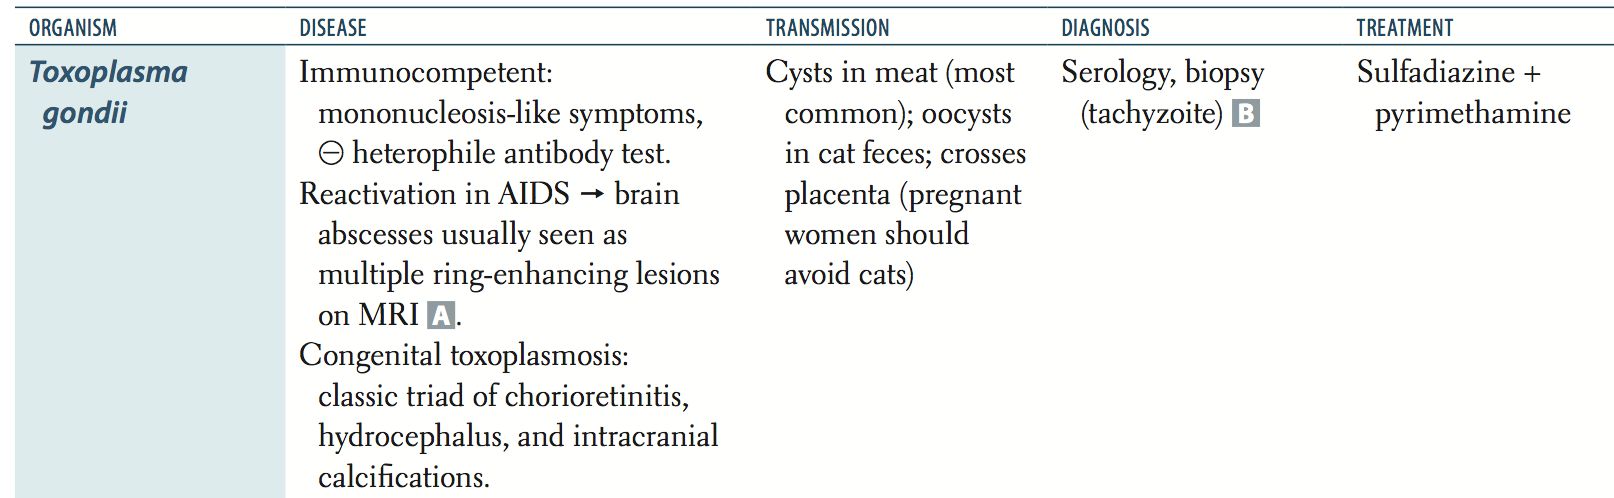 ORGANISM DISEASE TRANSMISSION DIAGNOSIS TREATMENT
Toxoplasma
gondii
Immunocompetent:
mononucleosis-like symptoms,
⊖ heterophile antibody test.
Reactivation in AIDS → brain
abscesses usually seen as
multiple ring-enhancing lesions
on MRI A.
Congenital toxoplasmosis:
classic triad of chorioretinitis,
hydrocephalus, and intracranial
calcifications.
Cysts in meat (most
common); oocysts
in cat feces; crosses
placenta (pregnant
women should
avoid cats)
Serology, biopsy
(tachyzoite) B
Sulfadiazine +
pyrimethamine